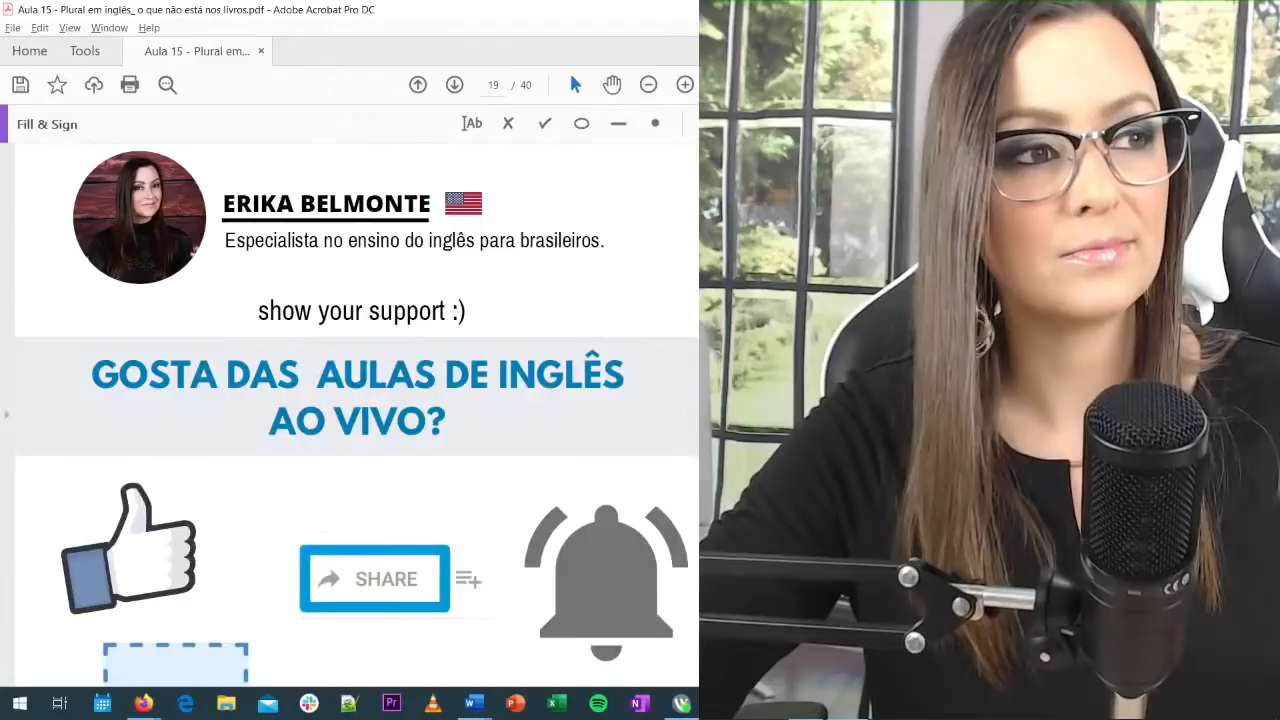 Aula 15 - Plural em inglês_ o que não está nos livros.pdf - Adobe Acrobat Pro DC
File Edit View Window Help
Home Tools Aula 15 - Plural em... ×
19 / 40
Fill & Sign
Ab
ERIKA BELMONTE
Especialista no ensino do inglês para brasileiros.
show your support :)
GOSTA DAS AULAS DE INGLÊS
AO VIVO?
SHARE